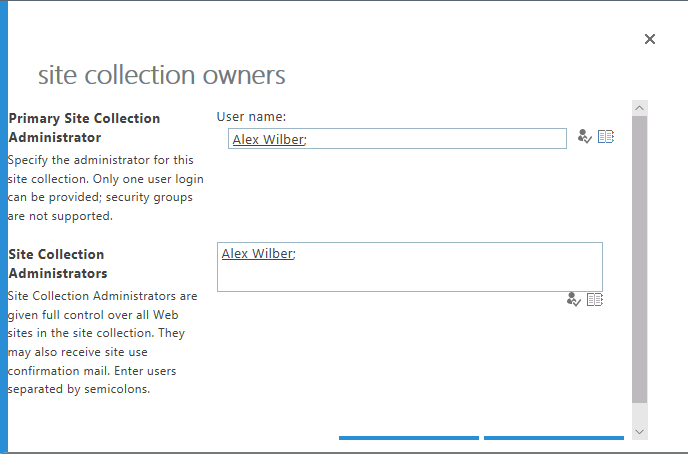 site collection owners
Primary Site Collection
Administrator
Specify the administrator for this
site collection. Only one user login
can be provided; security groups
are not supported.
User name:
Alex Wilber;
Site Collection
Administrators
Site Collection Administrators are
given full control over all Web
sites in the site collection. They
may also receive site use
confirmation mail. Enter users
separated by semicolons.
Alex Wilber;